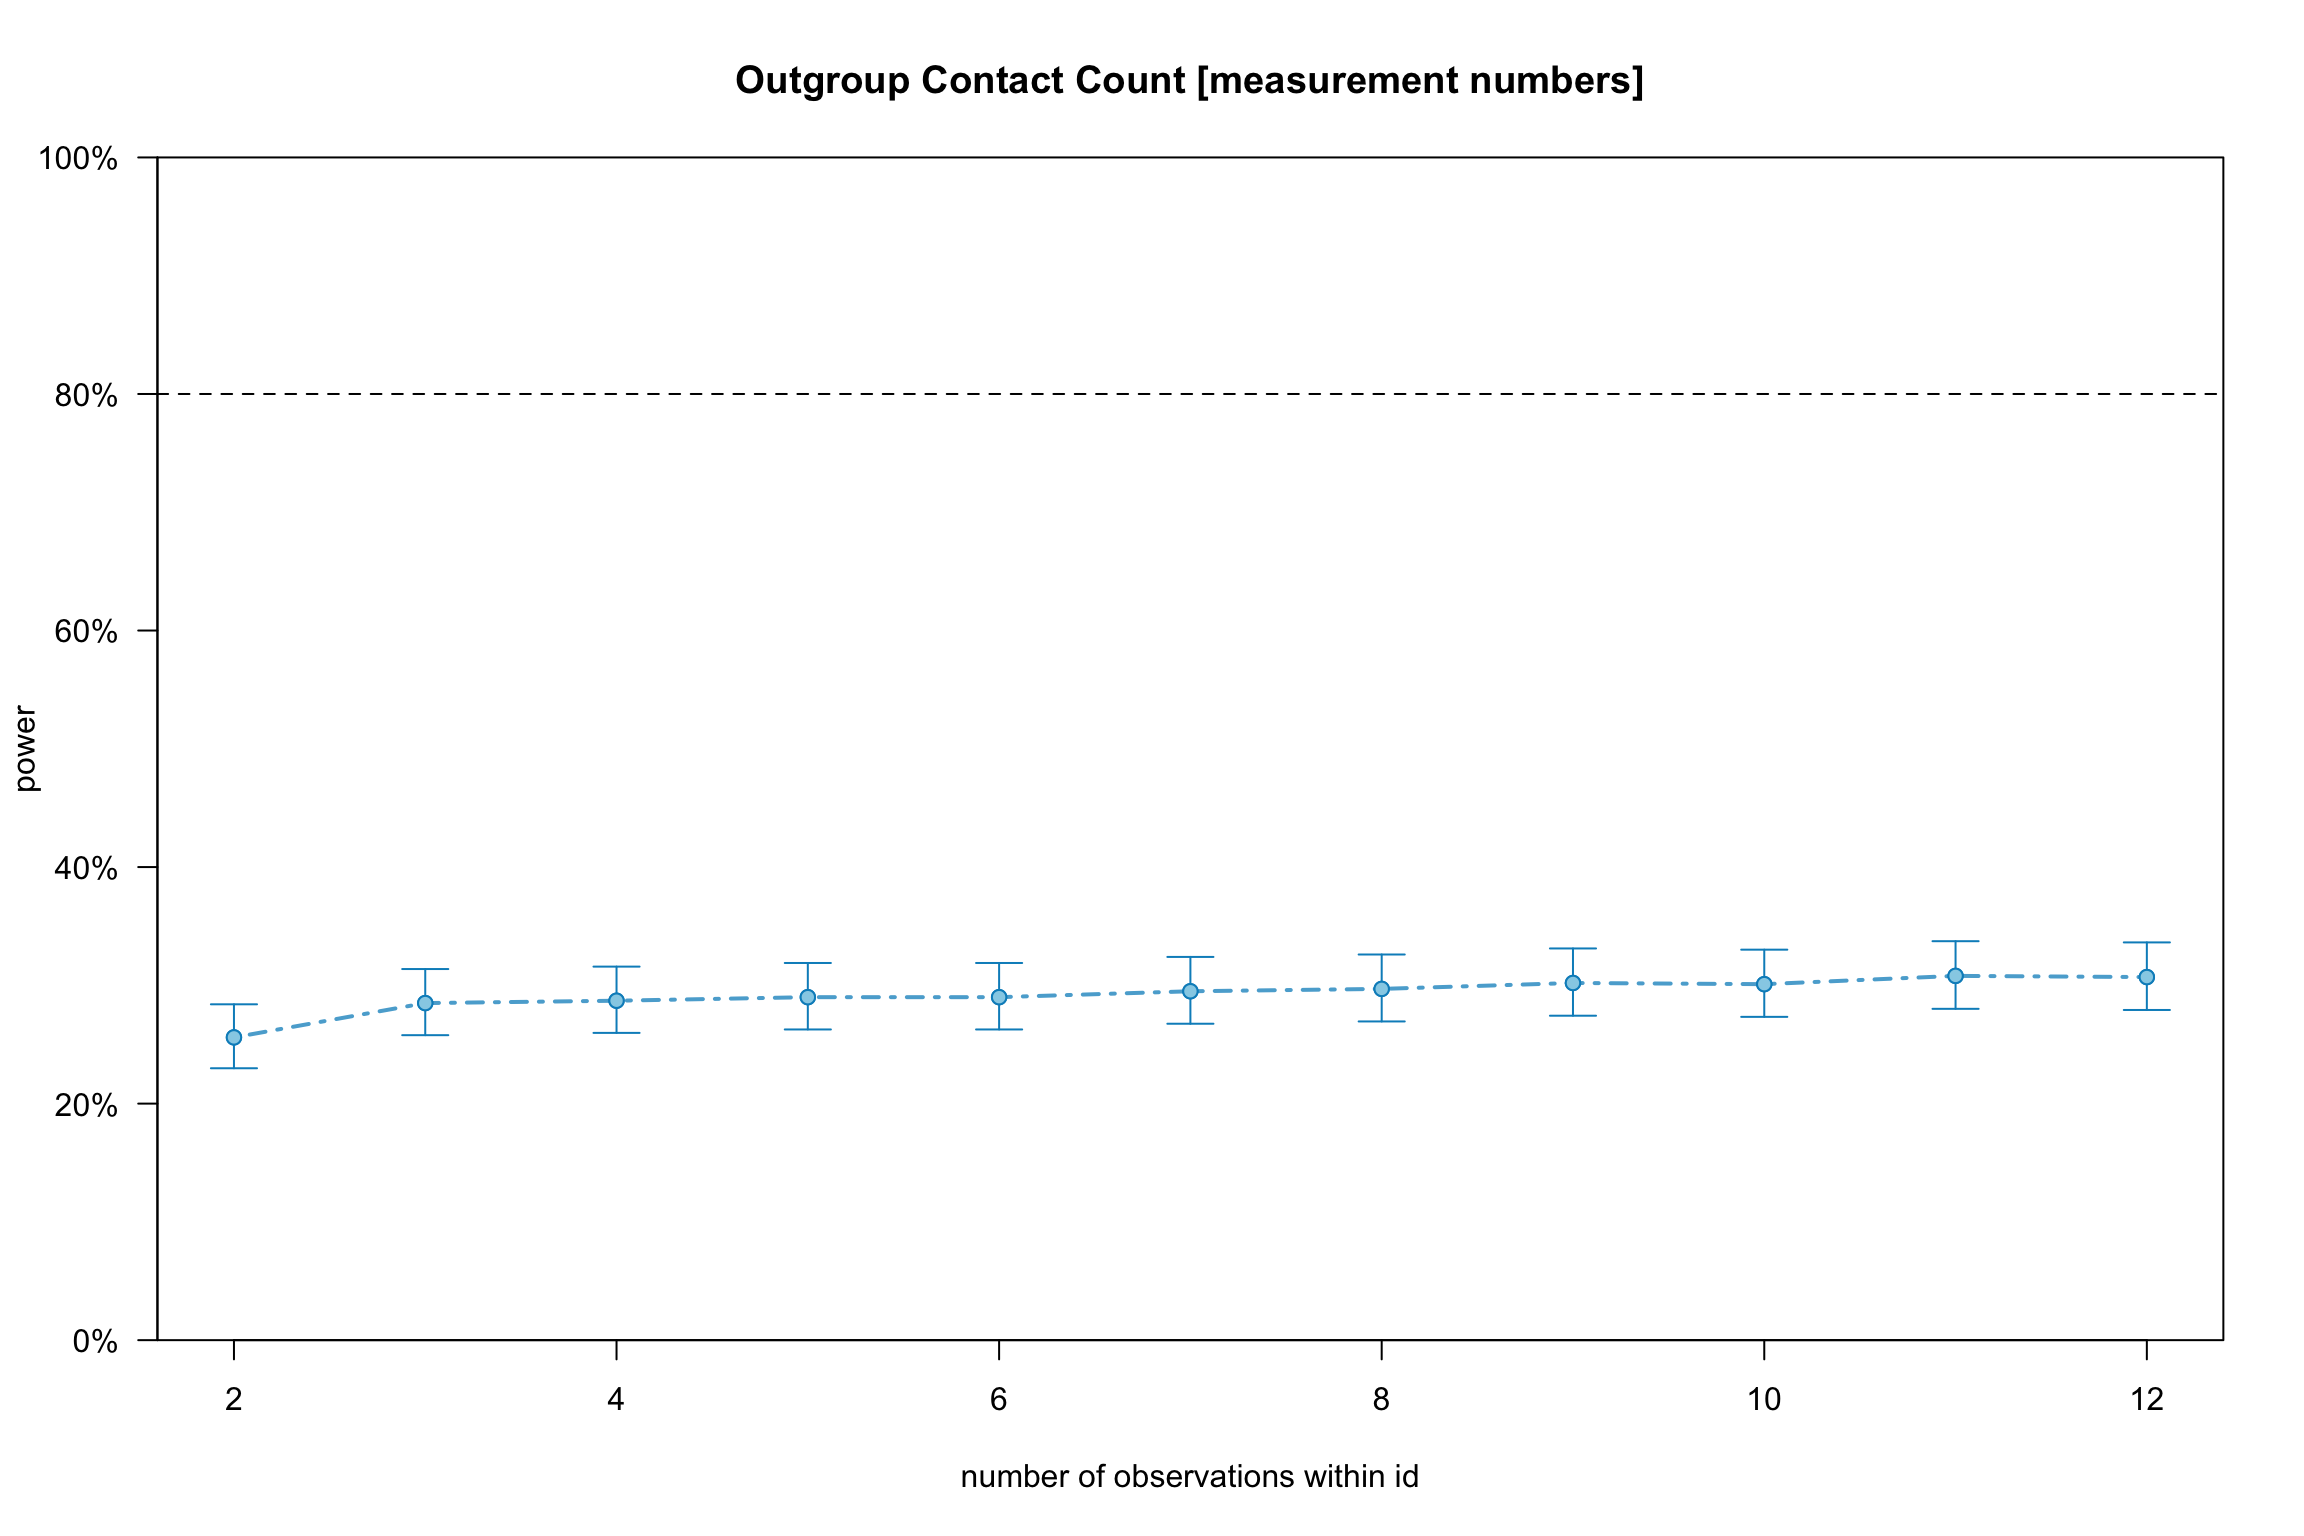 Outgroup Contact Count [measurement numbers]
100%
80%
60%
40%
20%
0%
power
2 4 6 8 10 12
number of observations within id